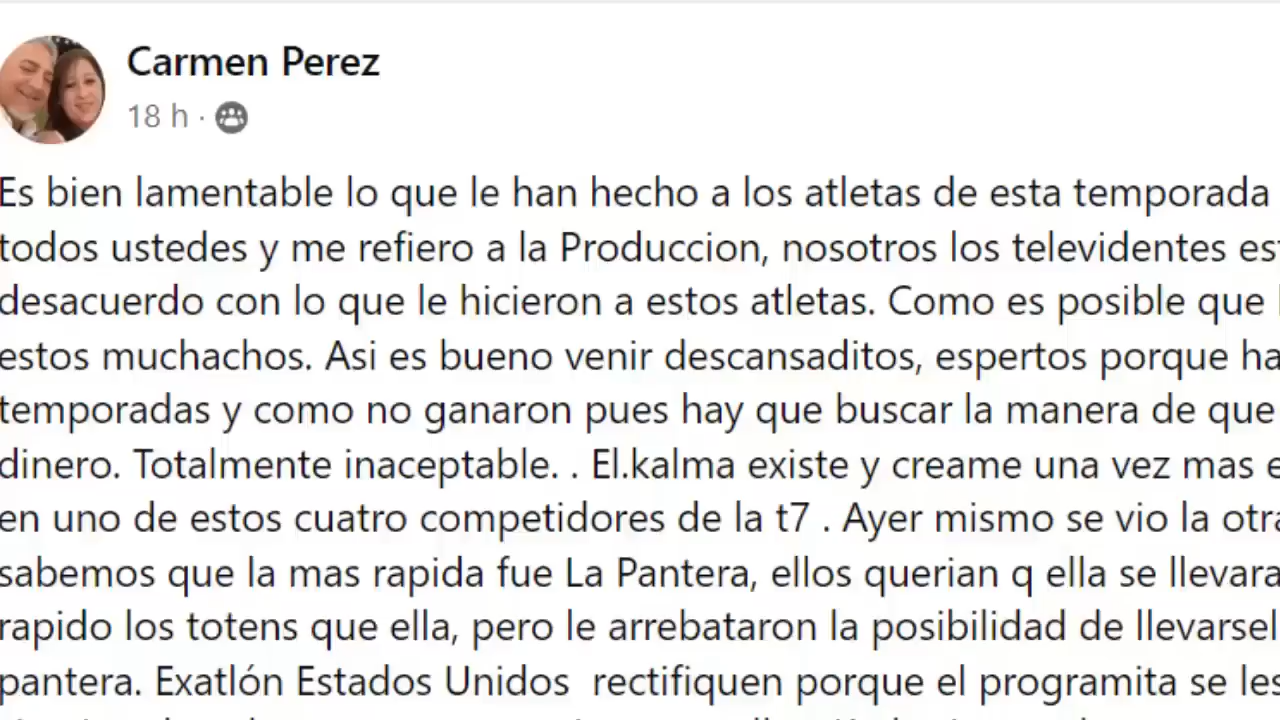 Carmen Perez
18 h ·
Es bien lamentable lo que le han hecho a los atletas de esta temporada
todos ustedes y me refiero a la Produccion, nosotros los televidentes es
desacuerdo con lo que le hicieron a estos atletas. Como es posible que
estos muchachos. Asi es bueno venir descansaditos, espertos porque ha
temporadas y como no ganaron pues hay que buscar la manera de que
dinero. Totalmente inaceptable. . El.kalma existe y creame una vez mas e
en uno de estos cuatro competidores de la t7 . Ayer mismo se vio la otra
sabemos que la mas rapida fue La Pantera, ellos querian q ella se llevara
rapido los totens que ella, pero le arrebataron la posibilidad de llevarsel
pantera. Exatlón Estados Unidos rectifiquen porque el programita se les